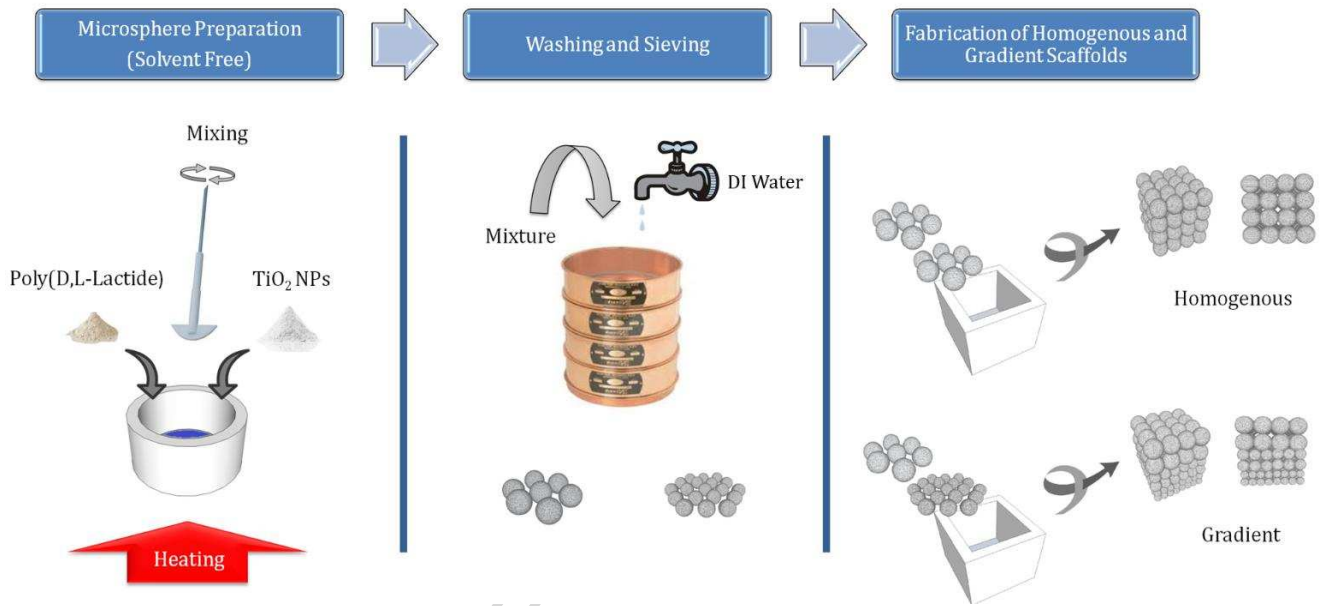 Microsphere Preparation
(Solvent Free)
Washing and Sieving
Fabrication of Homogenous and
Gradient Scaffolds
Mixing
Poly(D,L-Lactide)
TiO₂ NPs
Heating
DI Water
Mixture
Homogenous
Gradient